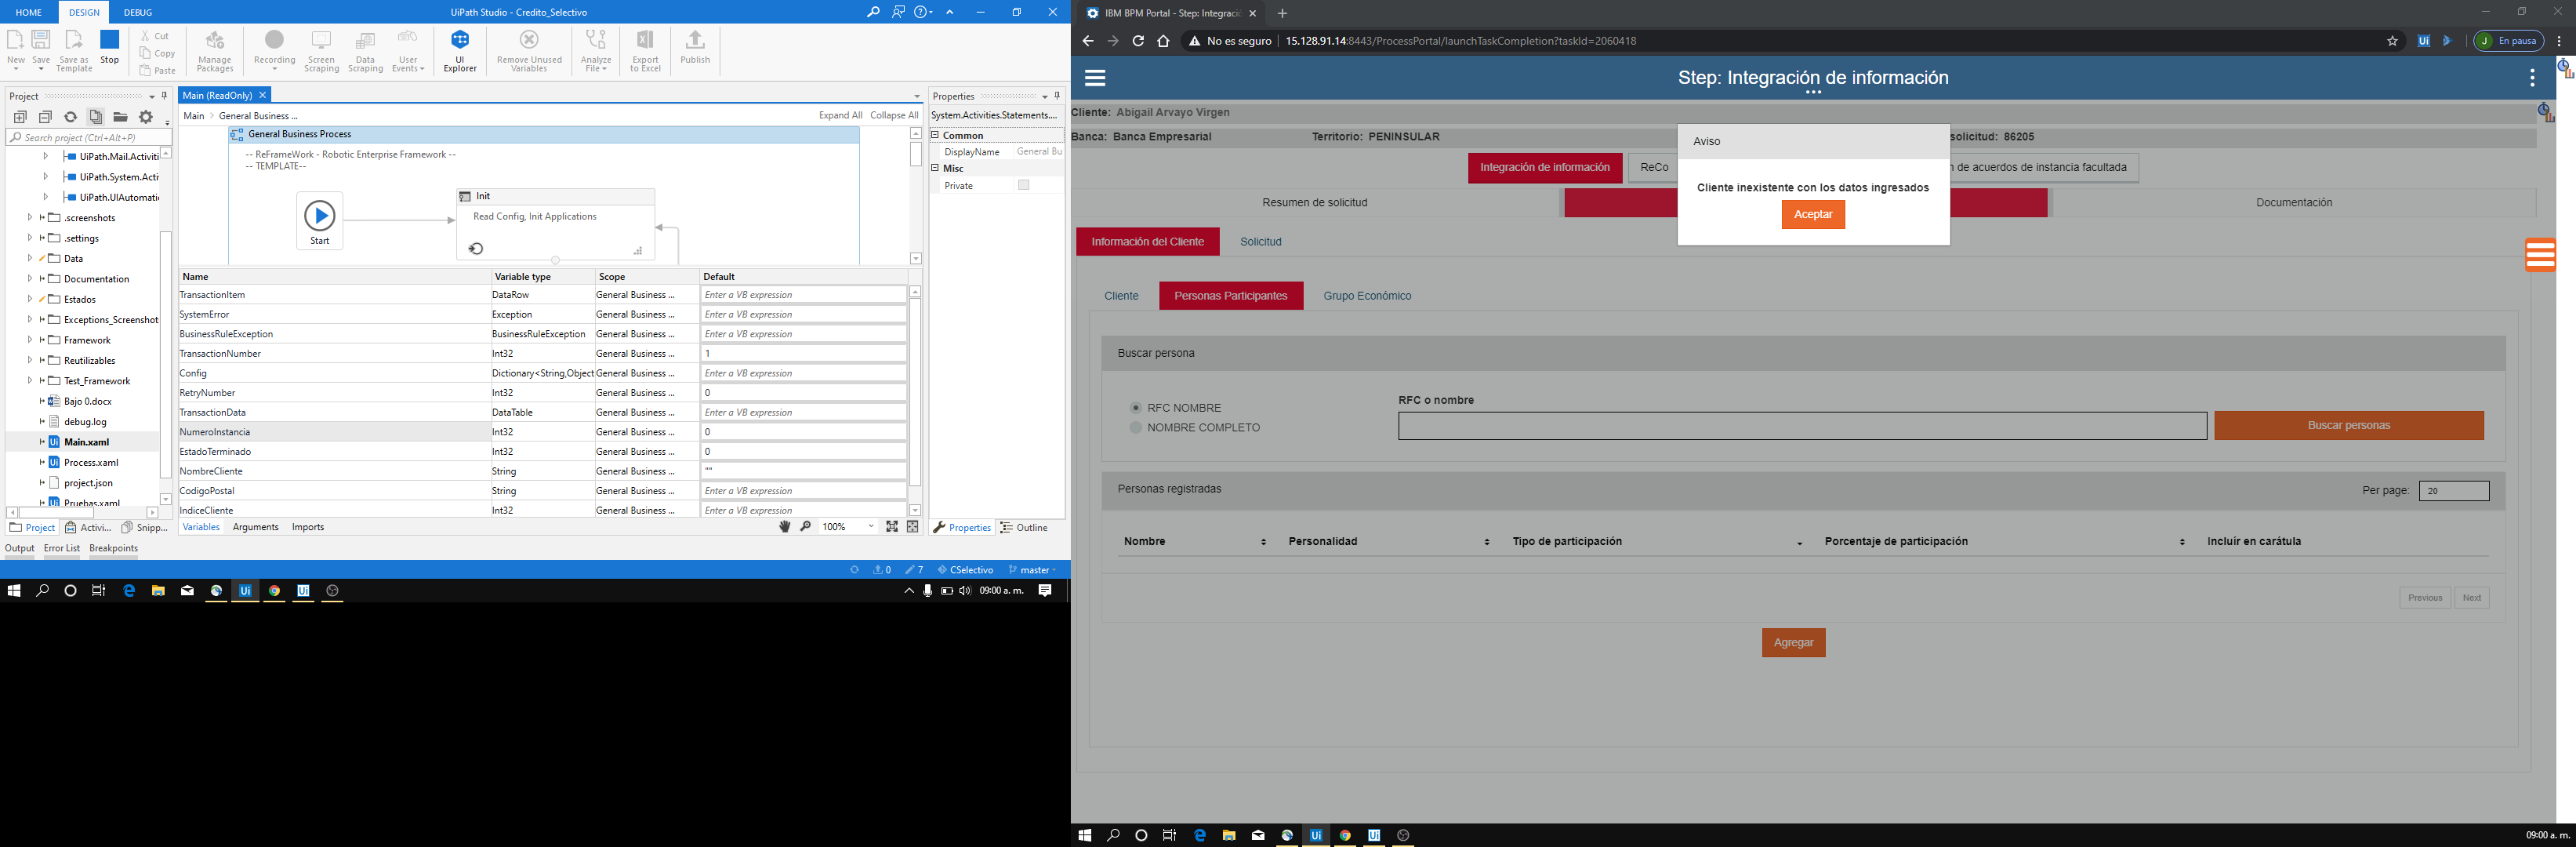 HOME DESIGN DEBUG UiPath Studio - Credito_Selectivo
New Save Save as Template Stop Cut Copy Paste Manage Packages Recording Screen Scraping Data Scraping User Events UI Explorer Remove Unused Variables Analyze File Export to Excel Publish
Project
Search project (Ctrl+Alt+P)
UiPath.Mail.Activiti
UiPath.System.Activ
UiPath.UIAutomati
.screenshots
.settings
Data
Documentation
Estados
Exceptions_Screenshot
Framework
Reutilizables
Test_Framework
Bajo 0.docx
debug.log
Main.xaml
Process.xaml
project.json
Pruebas.xaml
Project Activi... Snipp...
Output Error List Breakpoints
Main (ReadOnly)
Main > General Business ... Expand All Collapse All
General Business Process
-- ReFrameWork - Robotic Enterprise Framework --
-- TEMPLATE--
Start
Init
Read Config, Init Applications
Name Variable type Scope Default
TransactionItem DataRow General Business ... Enter a VB expression
SystemError Exception General Business ... Enter a VB expression
BusinessRuleException BusinessRuleException General Business ... Enter a VB expression
TransactionNumber Int32 General Business ... 1
Config Dictionary<String,Object General Business ... Enter a VB expression
RetryNumber Int32 General Business ... 0
TransactionData DataTable General Business ... Enter a VB expression
NumeroInstancia Int32 General Business ... 0
EstadoTerminado Int32 General Business ... 0
NombreCliente String General Business ... ""
CodigoPostal String General Business ... Enter a VB expression
IndiceCliente General Business ... Enter a VB expression
Variables Arguments Imports 100%
Properties
System.Activities.Statements....
Common
DisplayName General Bu
Misc
Private
Properties Outline
0 7 CSelectivo master
09:00 a. m.
IBM BPM Portal - Step: Integració
No es seguro 15.128.91.14:8443/ProcessPortal/launchTaskCompletion?taskId=2060418 Ui J En pausa
Step: Integración de información
Cliente: Abigail Arvayo Virgen
Banca: Banca Empresarial Territorio: PENINSULAR solicitud: 86205
Aviso
Cliente inexistente con los datos ingresados
Aceptar
Integración de información ReCo n de acuerdos de instancia facultada
Resumen de solicitud Documentación
Información del Cliente Solicitud
Cliente Personas Participantes Grupo Económico
Buscar persona
RFC NOMBRE
NOMBRE COMPLETO
RFC o nombre
Buscar personas
Personas registradas Per page: 20
Nombre Personalidad Tipo de participación Porcentaje de participación Incluir en carátula
Previous Next
Agregar
09:00 a. m.